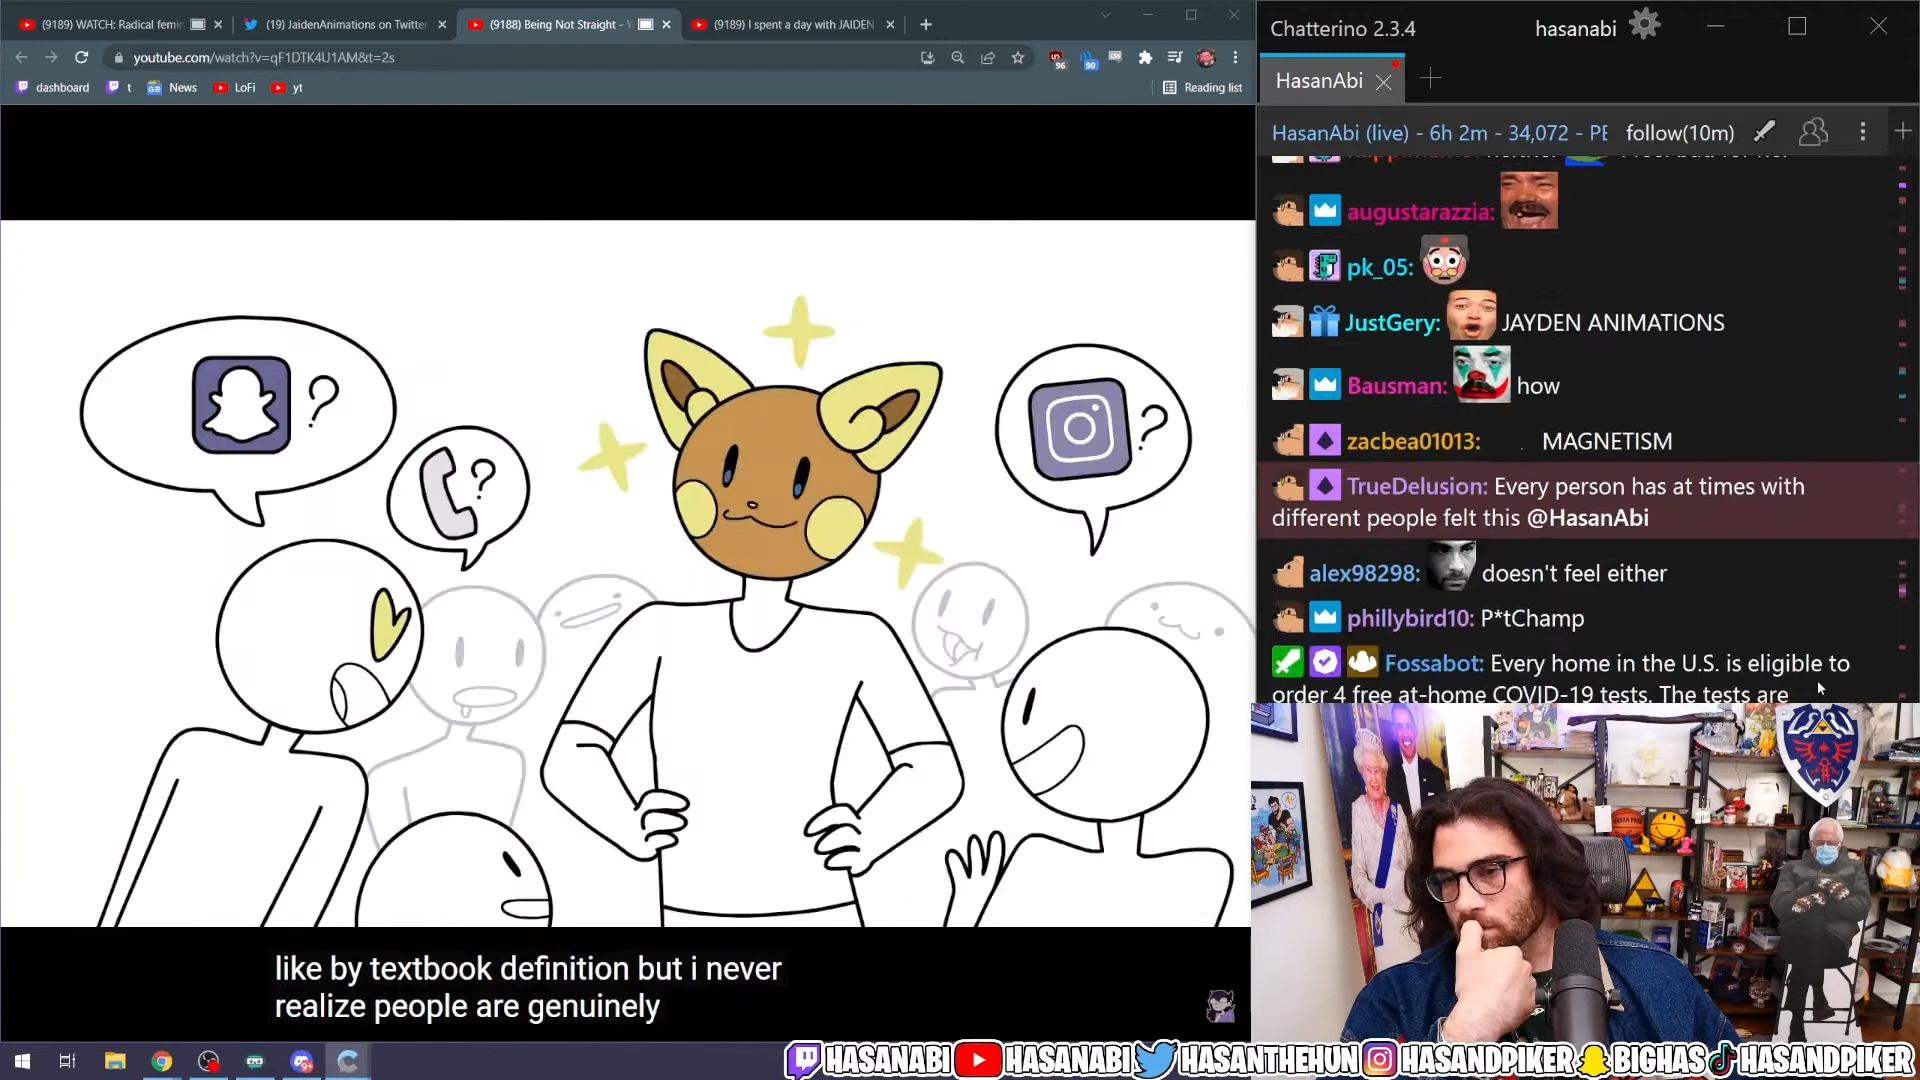 (9189) WATCH: Radical femin
(19) JaidenAnimations on Twitter
(9188) Being Not Straight - Y
(9189) I spent a day with JAIDEN
youtube.com/watch?v=qF1DTK4U1AM&t=2s
96
90
dashboard
t
News
LoFi
yt
Reading list
?
?
?
like by textbook definition but i never
realize people are genuinely
Chatterino 2.3.4
hasanabi
HasanAbi
HasanAbi (live) - 6h 2m - 34,072 - PE
follow(10m)
augustarazzia:
pk_05:
JustGery: JAYDEN ANIMATIONS
Bausman: how
zacbea01013: MAGNETISM
TrueDelusion: Every person has at times with
different people felt this @HasanAbi
alex98298: doesn't feel either
phillybird10: P*tChamp
Fossabot: Every home in the U.S. is eligible to
order 4 free at-home COVID-19 tests. The tests are
HASANABI HASANABI HASANTHEHUN HASANDPIKER BIGHAS HASANDPIKER